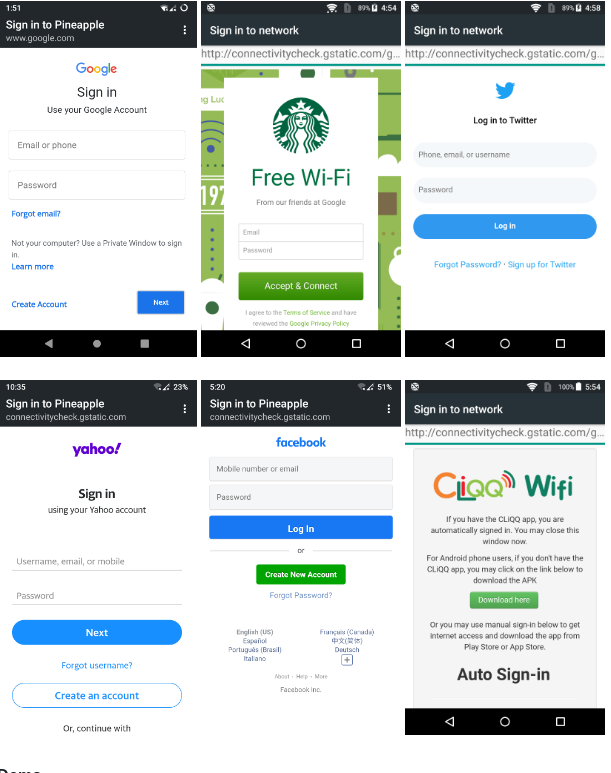 1:51
Sign in to Pineapple
www.google.com
Google
Sign in
Use your Google Account
Email or phone
Password
Forgot email?
Not your computer? Use a Private Window to sign
in.
Learn more
Create Account
Next
89% 4:54
Sign in to network
http://connectivitycheck.gstatic.com/g...
ng Luc
197
Free Wi-Fi
From our friends at Google
Email
Password
Accept & Connect
I agree to the Terms of Service and have
reviewed the Google Privacy Policy
89% 4:58
Sign in to network
http://connectivitycheck.gstatic.com/g...
Log in to Twitter
Phone, email, or username
Password
Log in
Forgot Password? · Sign up for Twitter
10:35 23%
Sign in to Pineapple
connectivitycheck.gstatic.com
yahoo!
Sign in
using your Yahoo account
Username, email, or mobile
Password
Next
Forgot username?
Create an account
Or, continue with
5:20 51%
Sign in to Pineapple
connectivitycheck.gstatic.com
facebook
Mobile number or email
Password
Log In
or
Create New Account
Forgot Password?
English (US) Français (Canada)
Español 中文(简体)
Português (Brasil) Deutsch
Italiano +
About · Help · More
Facebook Inc.
100% 5:54
Sign in to network
http://connectivitycheck.gstatic.com/g...
CLiQQ Wifi
If you have the CLiQQ app, you are
automatically signed in. You may close this
window now.
For Android phone users, if you don't have the
CLiQQ app, you may click on the link below to
download the APK
Download here
Or you may use manual sign-in below to get
internet access and download the app from
Play Store or App Store.
Auto Sign-in